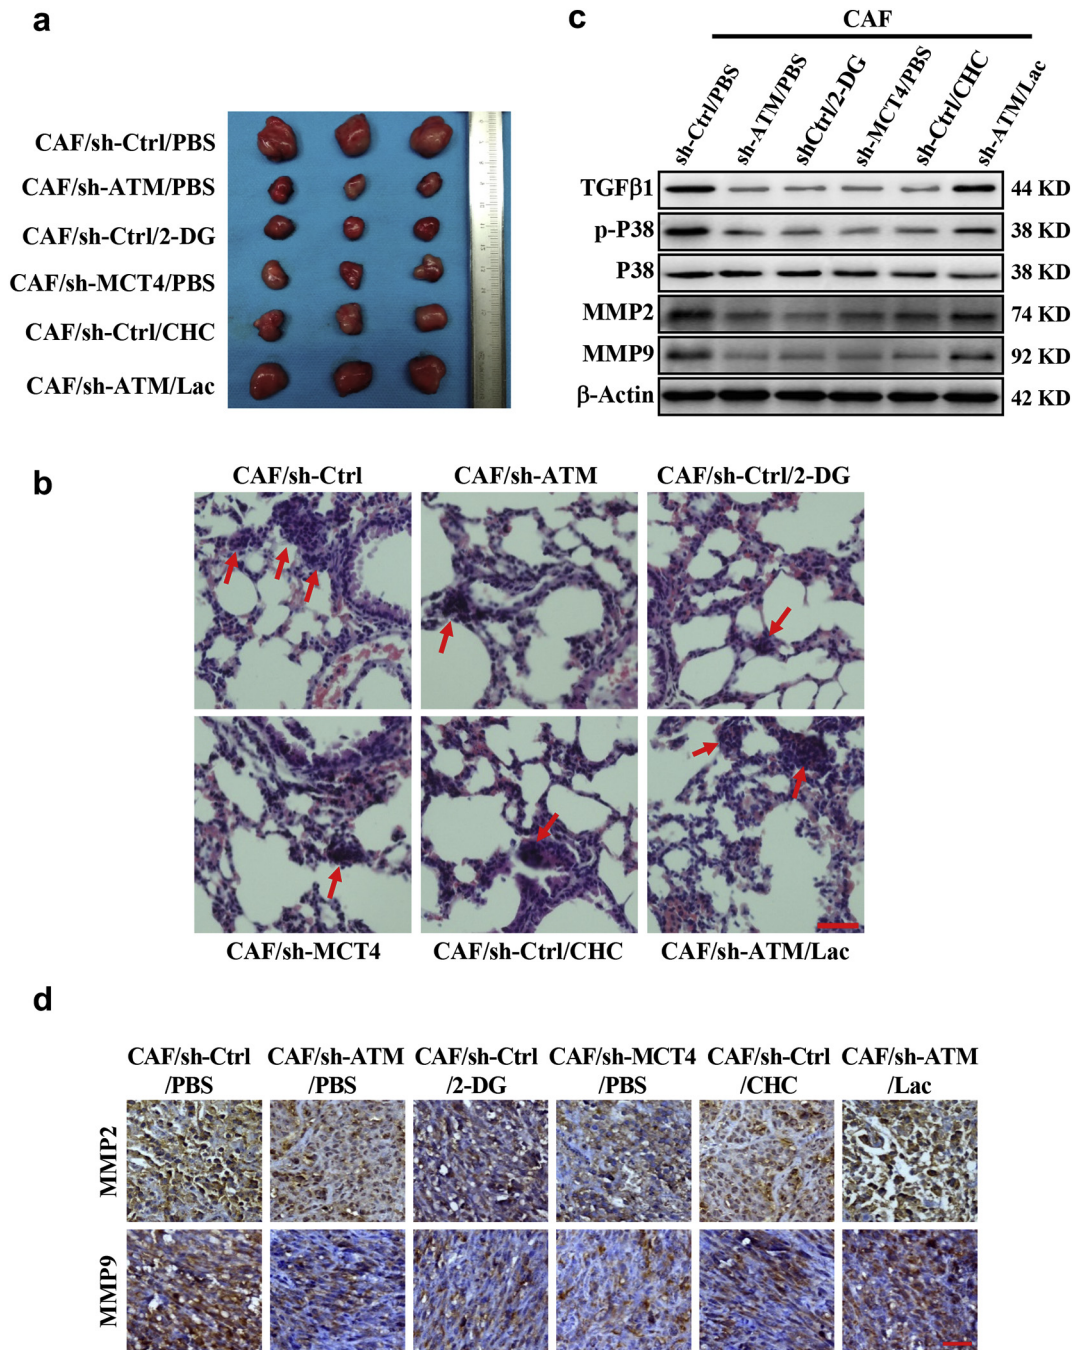 a
CAF/sh-Ctrl/PBS
CAF/sh-ATM/PBS
CAF/sh-Ctrl/2-DG
CAF/sh-MCT4/PBS
CAF/sh-Ctrl/CHC
CAF/sh-ATM/Lac
c
CAF
sh-Ctrl/PBS
sh-ATM/PBS
shCtrl/2-DG
sh-MCT4/PBS
sh-Ctrl/CHC
sh-ATM/Lac
TGFβ1 44 KD
p-P38 38 KD
P38 38 KD
MMP2 74 KD
MMP9 92 KD
β-Actin 42 KD
b
CAF/sh-Ctrl CAF/sh-ATM CAF/sh-Ctrl/2-DG
CAF/sh-MCT4 CAF/sh-Ctrl/CHC CAF/sh-ATM/Lac
d
CAF/sh-Ctrl CAF/sh-ATM CAF/sh-Ctrl CAF/sh-MCT4 CAF/sh-Ctrl CAF/sh-ATM
/PBS /PBS /2-DG /PBS /CHC /Lac
MMP2
MMP9